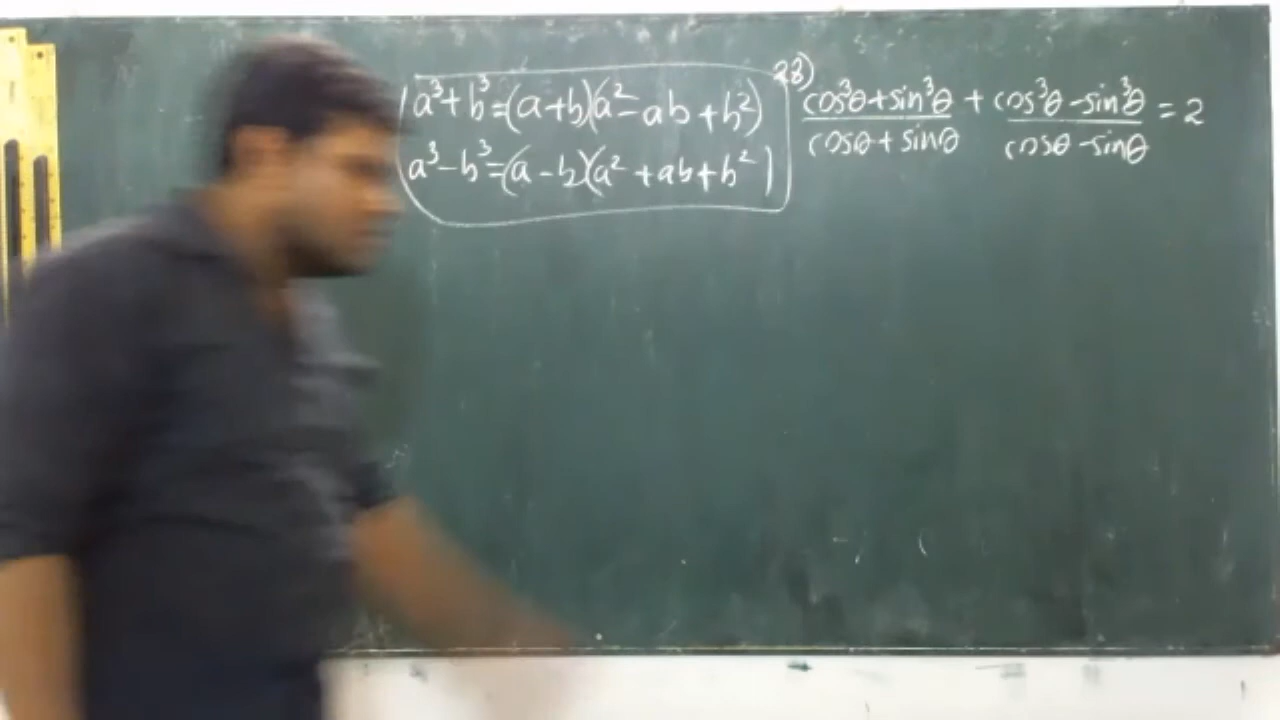 a³+b³=(a+b)(a²-ab+b²)
a³-b³=(a-b)(a²+ab+b²)
28) cos³θ+sin³θ + cos³θ-sin³θ = 2
cosθ+sinθ cosθ-sinθ